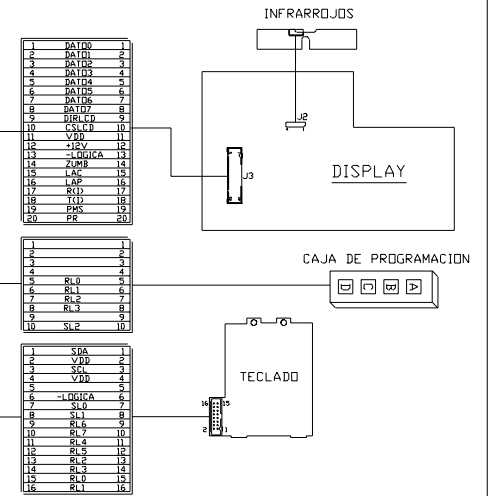 INFRARROJOS
1 DATO0 1
2 DATO1 2
3 DATO2 3
4 DATO3 4
5 DATO4 5
6 DATO5 6
7 DATO6 7
8 DATO7 8
9 DIRLCD 9
10 CSLCD 10
11 VDD 11
12 +12V 12
13 -LOGICA 13
14 ZUMB 14
15 LAC 15
16 LAP 16
17 R(I) 17
18 T(I) 18
19 PMS 19
20 PR 20
J2
J3
DISPLAY
1 1
2 2
3 3
4 4
5 RL0 5
6 RL1 6
7 RL2 7
8 RL3 8
9 9
10 SL2 10
CAJA DE PROGRAMACION
D C B A
1 SDA 1
2 VDD 2
3 SCL 3
4 VDD 4
5 5
6 -LOGICA 6
7 SL0 7
8 SL1 8
9 RL6 9
10 RL7 10
11 RL4 11
12 RL5 12
13 RL2 13
14 RL3 14
15 RL0 15
16 RL1 16
TECLADO
16 15
2 1